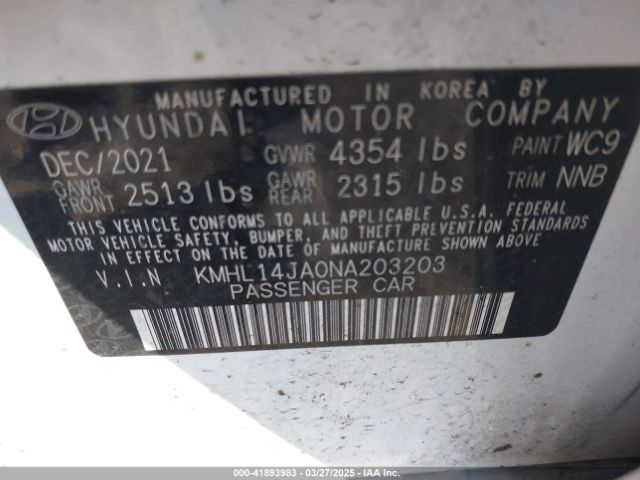 MANUFACTURED IN KOREA BY
HYUNDAI MOTOR COMPANY
DEC/2021 GVWR 4354 lbs PAINT WC9
GAWR FRONT 2513 lbs GAWR REAR 2315 lbs TRIM NNB
THIS VEHICLE CONFORMS TO ALL APPLICABLE U.S.A. FEDERAL
MOTOR VEHICLE SAFETY, BUMPER, AND THEFT PREVENTION STANDARDS
IN EFFECT ON THE DATE OF MANUFACTURE SHOWN ABOVE.
V.I.N KMHL14JA0NA203203
PASSENGER CAR
000-41893983 - 03/27/2025 - IAA Inc.